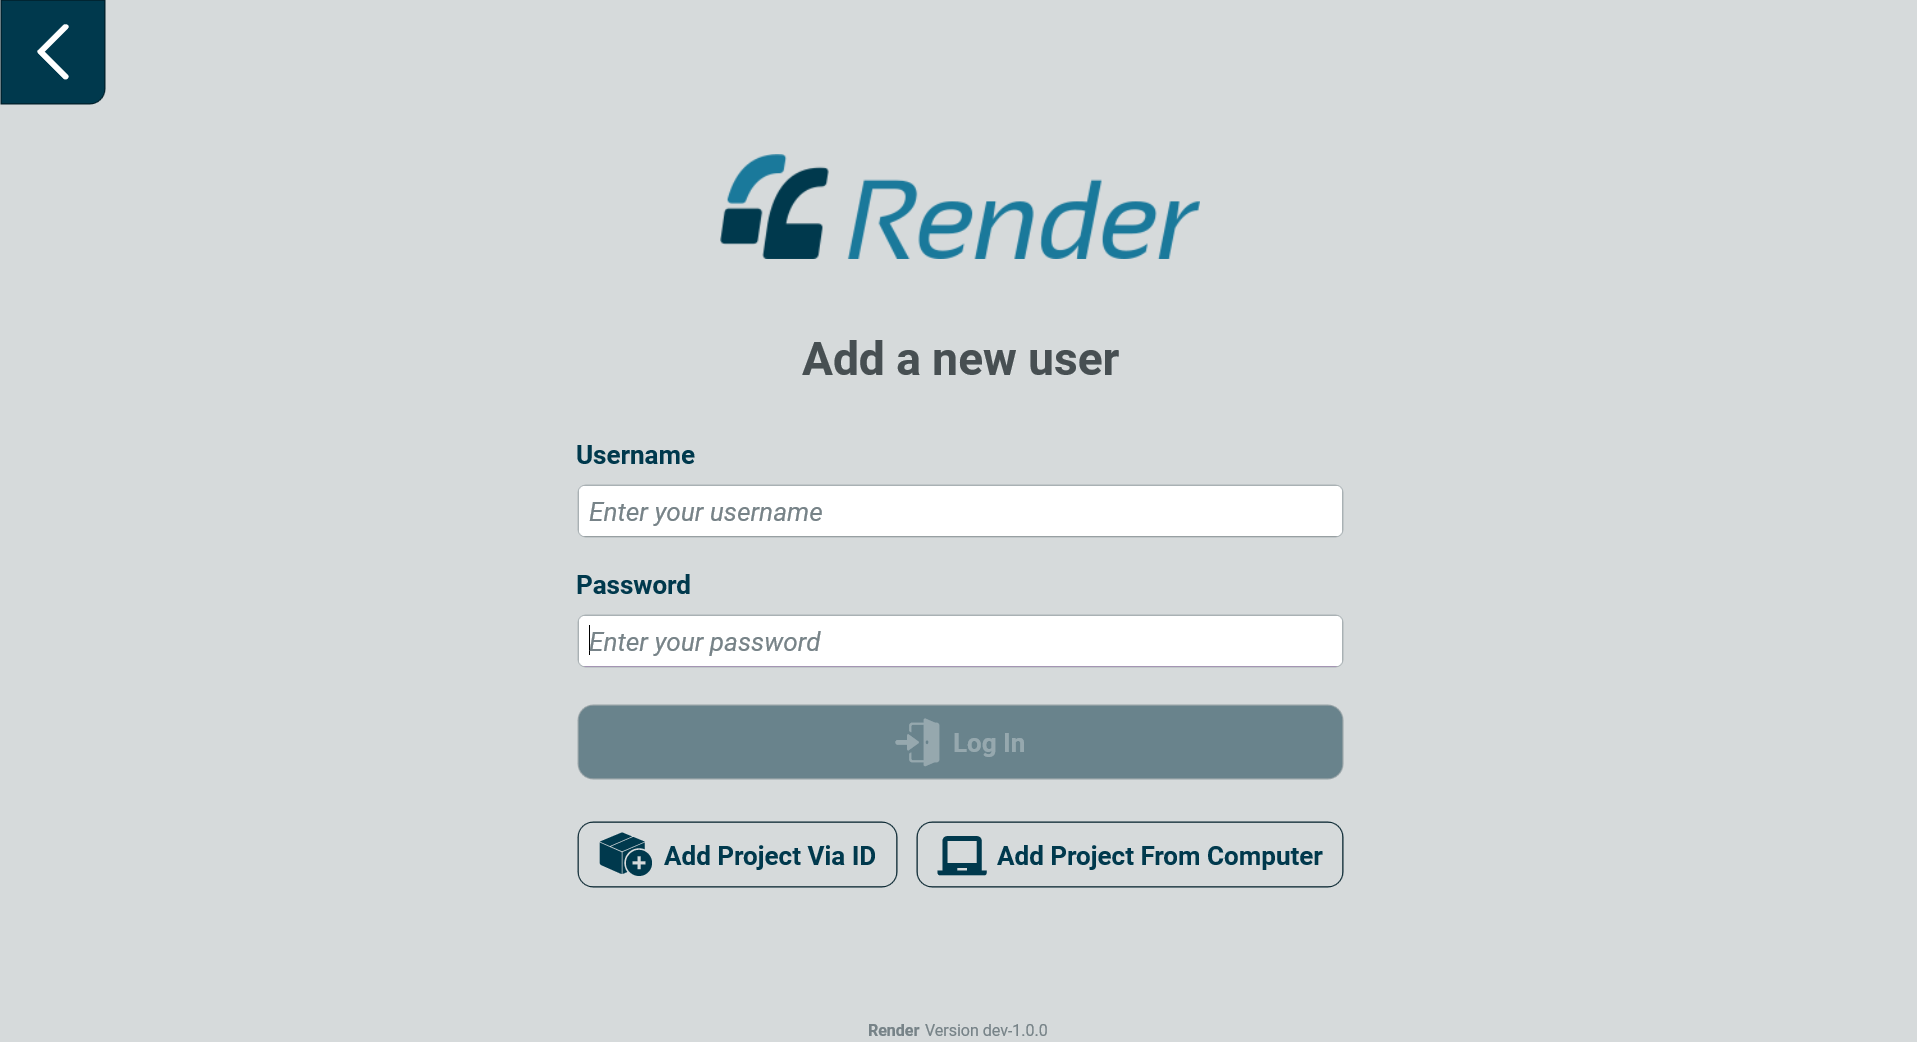 Render
Add a new user
Username
Enter your username
Password
Enter your password
Log In
Add Project Via ID
Add Project From Computer
Render Version dev-1.0.0